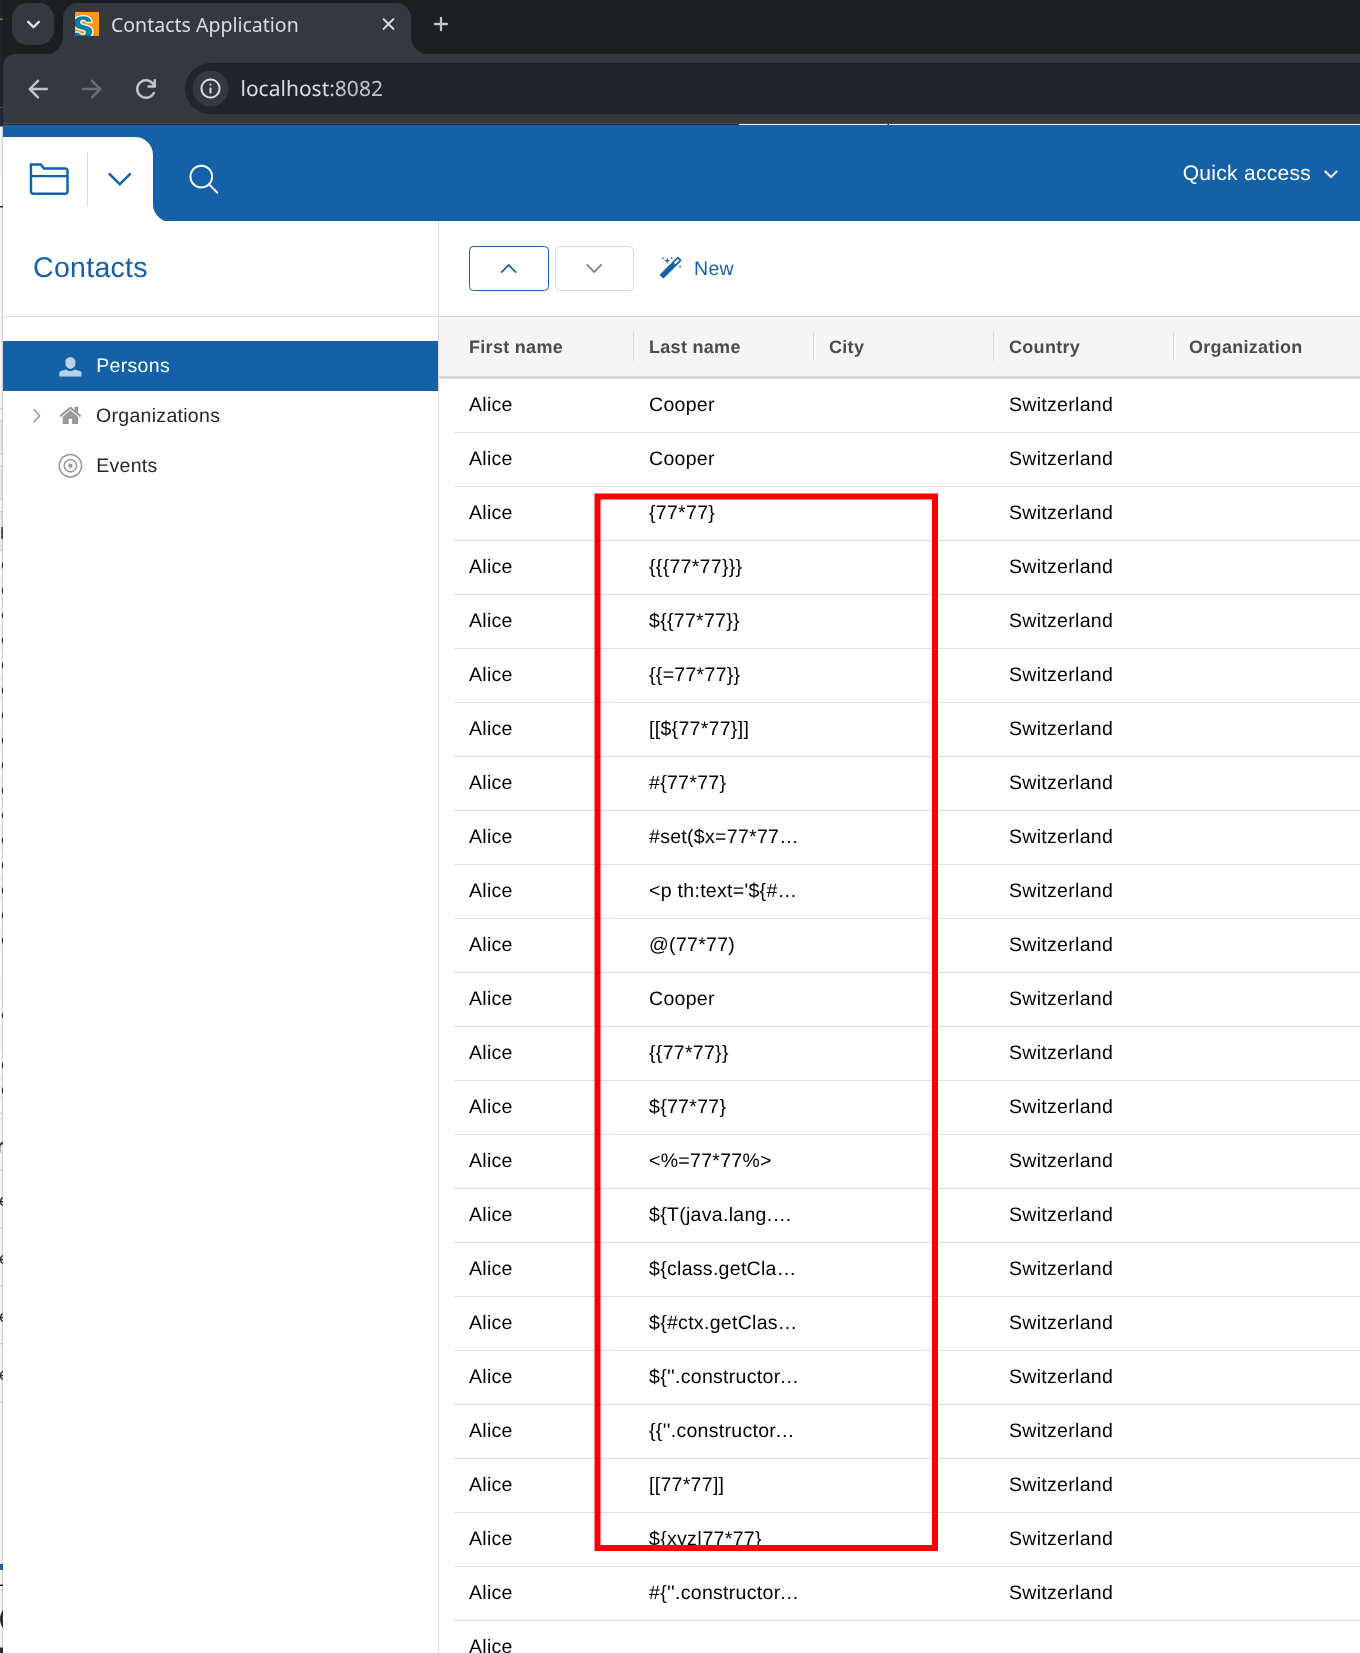 Contacts Application
localhost:8082
Quick access
Contacts
New
Persons
Organizations
Events
First name Last name City Country Organization
Alice Cooper Switzerland
Alice Cooper Switzerland
Alice {77*77} Switzerland
Alice {{{77*77}}} Switzerland
Alice ${{77*77}} Switzerland
Alice {{=77*77}} Switzerland
Alice [[${77*77}]] Switzerland
Alice #{77*77} Switzerland
Alice #set($x=77*77… Switzerland
Alice <p th:text='${#… Switzerland
Alice @(77*77) Switzerland
Alice Cooper Switzerland
Alice {{77*77}} Switzerland
Alice ${77*77} Switzerland
Alice <%=77*77%> Switzerland
Alice ${T(java.lang.… Switzerland
Alice ${class.getCla… Switzerland
Alice ${#ctx.getClas… Switzerland
Alice ${''.constructor… Switzerland
Alice {{''.constructor… Switzerland
Alice [[77*77]] Switzerland
Alice ${xyz|77*77} Switzerland
Alice #{''.constructor… Switzerland
Alice